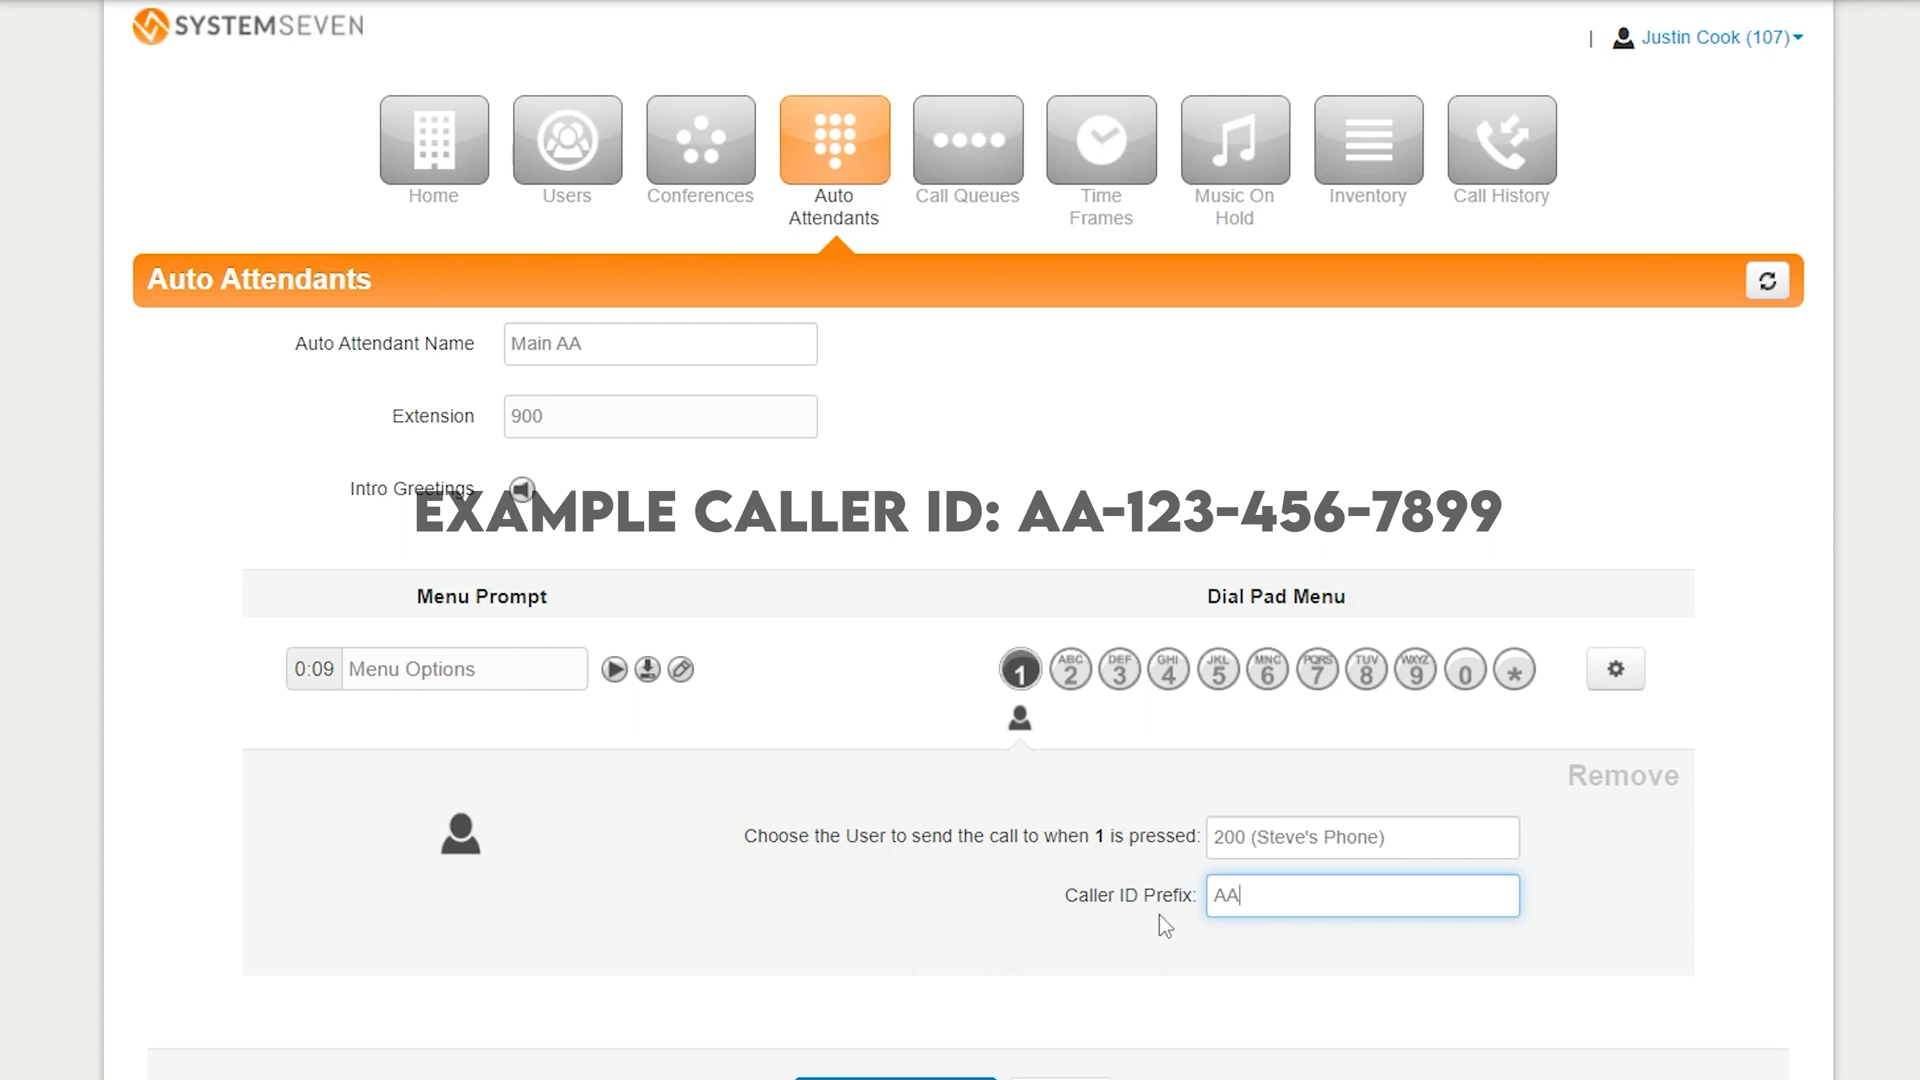 SYSTEMSEVEN
| Justin Cook (107)
Home
Users
Conferences
Auto
Attendants
Call Queues
Time
Frames
Music On
Hold
Inventory
Call History
Auto Attendants
Auto Attendant Name Main AA
Extension 900
Intro Greetings
EXAMPLE CALLER ID: AA-123-456-7899
Menu Prompt Dial Pad Menu
0:09 Menu Options 1 ABC 2 DEF 3 GHI 4 JKL 5 MNO 6 PQRS 7 TUV 8 WXYZ 9 0 *
Remove
Choose the User to send the call to when 1 is pressed: 200 (Steve's Phone)
Caller ID Prefix: AA